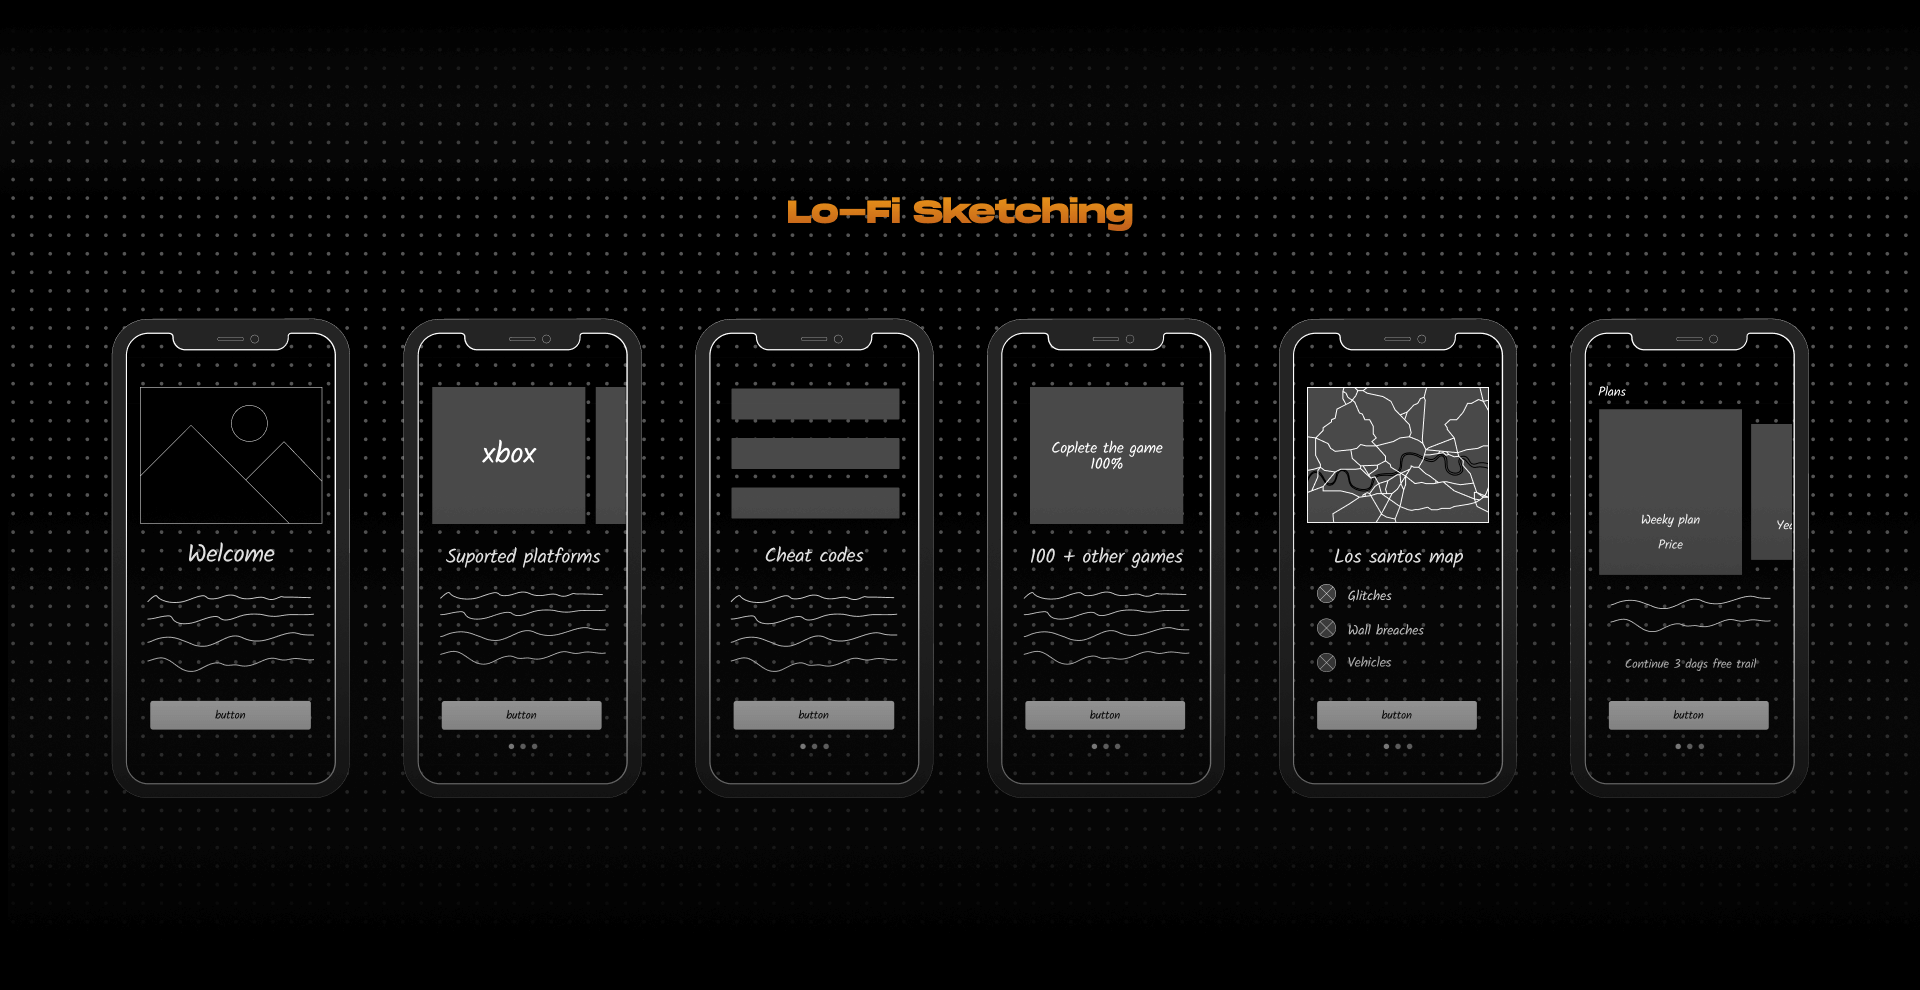 Lo-Fi Sketching
Welcome
button
xbox
Suported platforms
button
Cheat codes
button
Coplete the game
100%
100 + other games
button
Los santos map
Glitches
Wall breaches
Vehicles
button
Plans
Weeky plan
Price
Yea
Continue 3 days free trail
button